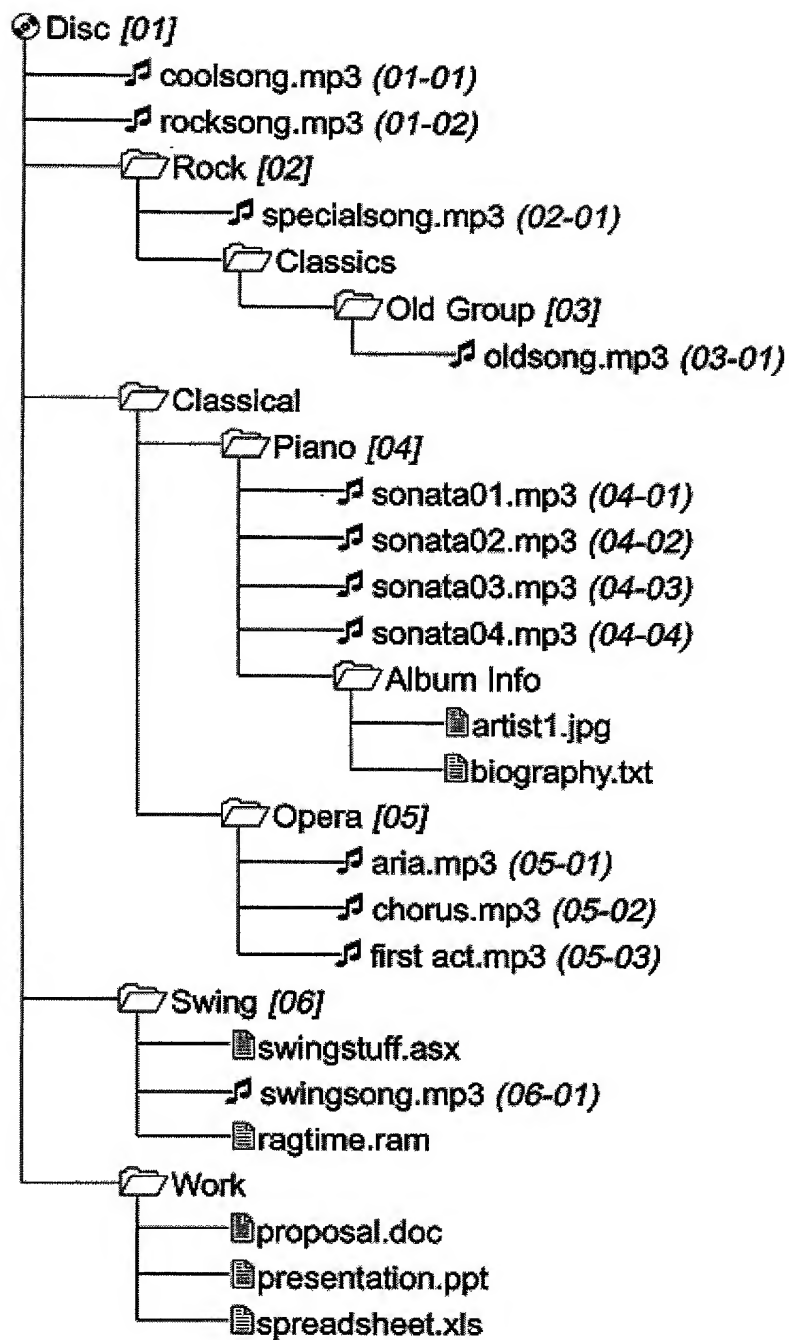 Disc [01]
coolsong.mp3 (01-01)
rocksong.mp3 (01-02)
Rock [02]
specialsong.mp3 (02-01)
Classics
Old Group [03]
oldsong.mp3 (03-01)
Classical
Piano [04]
sonata01.mp3 (04-01)
sonata02.mp3 (04-02)
sonata03.mp3 (04-03)
sonata04.mp3 (04-04)
Album Info
artist1.jpg
biography.txt
Opera [05]
aria.mp3 (05-01)
chorus.mp3 (05-02)
first act.mp3 (05-03)
Swing [06]
swingstuff.asx
swingsong.mp3 (06-01)
ragtime.ram
Work
proposal.doc
presentation.ppt
spreadsheet.xls